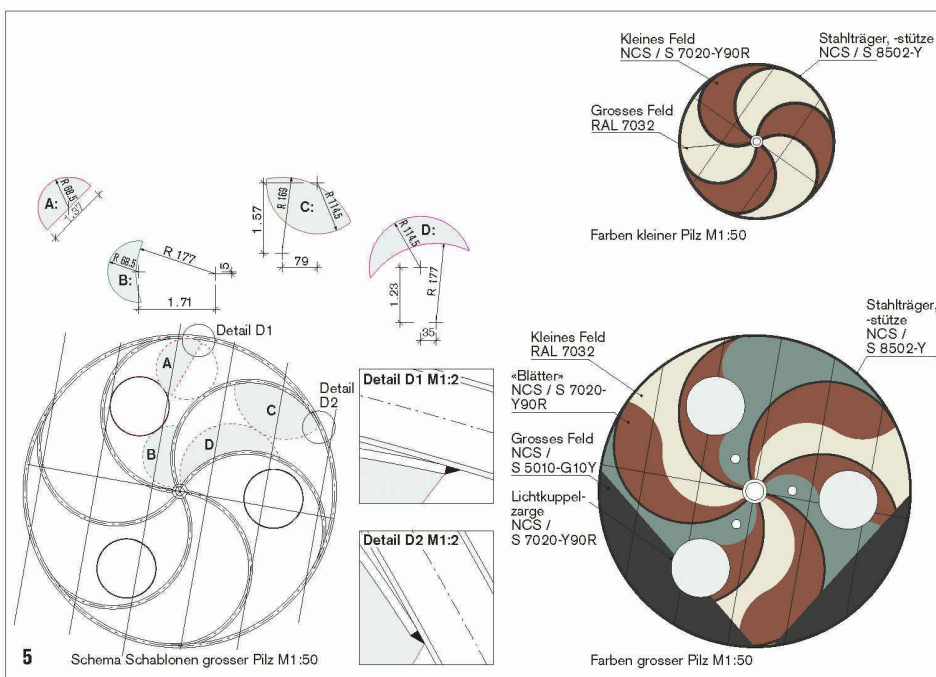 Kleines Feld
NCS / S 7020-Y90R
Stahlträger, -stütze
NCS / S 8502-Y
Grosses Feld
RAL 7032
Farben kleiner Pilz M1:50
A:
R 68.5
1.37
B:
R 68.5
R 177
5
1.71
C:
R 169
R 114.5
1.57
79
D:
R 114.5
R 177
1.23
35
Detail D1
Detail
D2
A
B
C
D
Detail D1 M1:2
Detail D2 M1:2
5
Schema Schablonen grosser Pilz M1:50
Kleines Feld
RAL 7032
«Blätter»
NCS / S 7020-
Y90R
Grosses Feld
NCS /
S 5010-G10Y
Lichtkuppel-
zarge
NCS /
S 7020-Y90R
Stahlträger,
-stütze
NCS /
S 8502-Y
Farben grosser Pilz M1:50